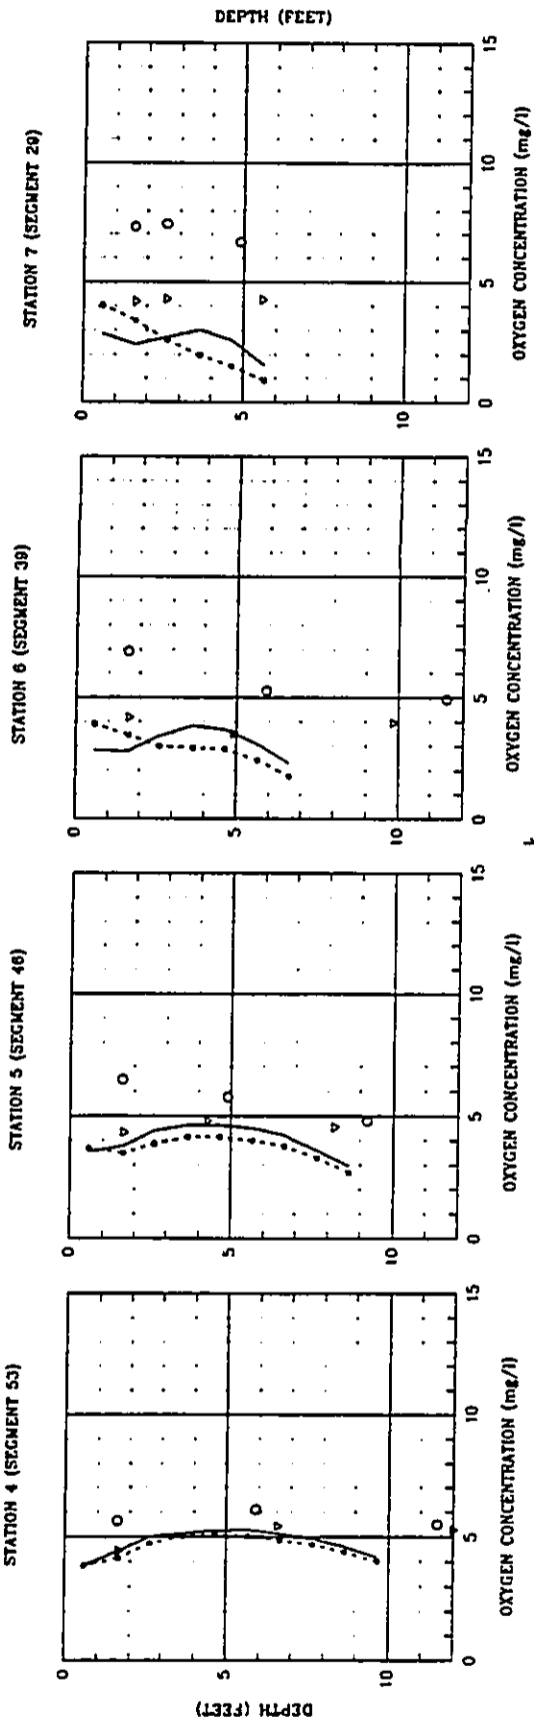 STATION 4 (SEGMENT 53)
0
5
10
DEPTH (FEET)
0
5
10
15
OXYGEN CONCENTRATION (mg/l)
STATION 5 (SEGMENT 46)
0
5
10
0
5
10
15
OXYGEN CONCENTRATION (mg/l)
STATION 6 (SEGMENT 39)
0
5
10
0
5
10
15
OXYGEN CONCENTRATION (mg/l)
STATION 7 (SEGMENT 29)
0
5
10
DEPTH (FEET)
0
5
10
15
OXYGEN CONCENTRATION (mg/l)